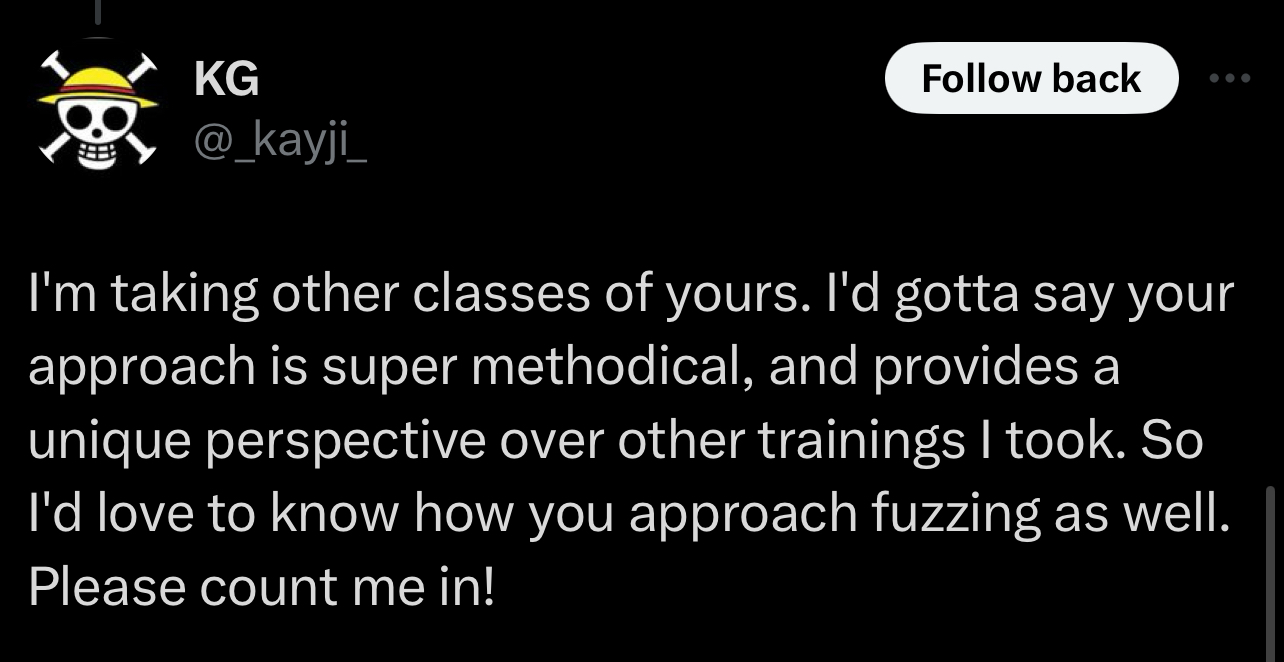 KG
Follow back
@_kayji_
I'm taking other classes of yours. I'd gotta say your
approach is super methodical, and provides a
unique perspective over other trainings I took. So
I'd love to know how you approach fuzzing as well.
Please count me in!